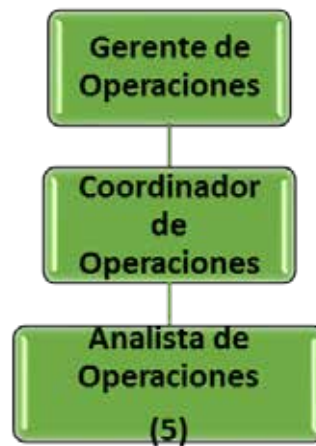 Gerente de
Operaciones
Coordinador
de
Operaciones
Analista de
Operaciones
(5)